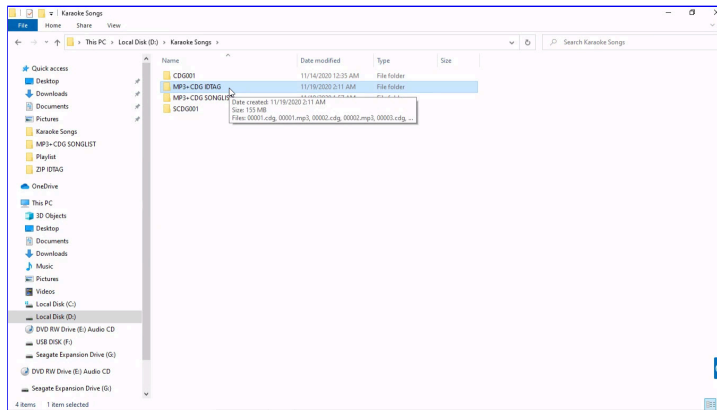 Karaoke Songs
File Home Share View
This PC > Local Disk (D:) > Karaoke Songs >
Search Karaoke Songs
Name Date modified Type Size
Quick access
Desktop
Downloads
Documents
Pictures
Karaoke Songs
MP3+CDG SONGLIST
Playlist
ZIP IDTAG
OneDrive
This PC
3D Objects
Desktop
Documents
Downloads
Music
Pictures
Videos
Local Disk (C:)
Local Disk (D:)
DVD RW Drive (E:) Audio CD
USB DISK (F:)
Seagate Expansion Drive (G:)
DVD RW Drive (E:) Audio CD
Seagate Expansion Drive (G:)
CDG001 11/14/2020 12:35 AM File folder
MP3+CDG IDTAG 11/19/2020 2:11 AM File folder
MP3+CDG SONGLIST
SCDG001
Date created: 11/19/2020 2:11 AM
Size: 155 MB
Files: 00001.cdg, 00001.mp3, 00002.cdg, 00002.mp3, 00003.cdg, ...
4 items 1 item selected